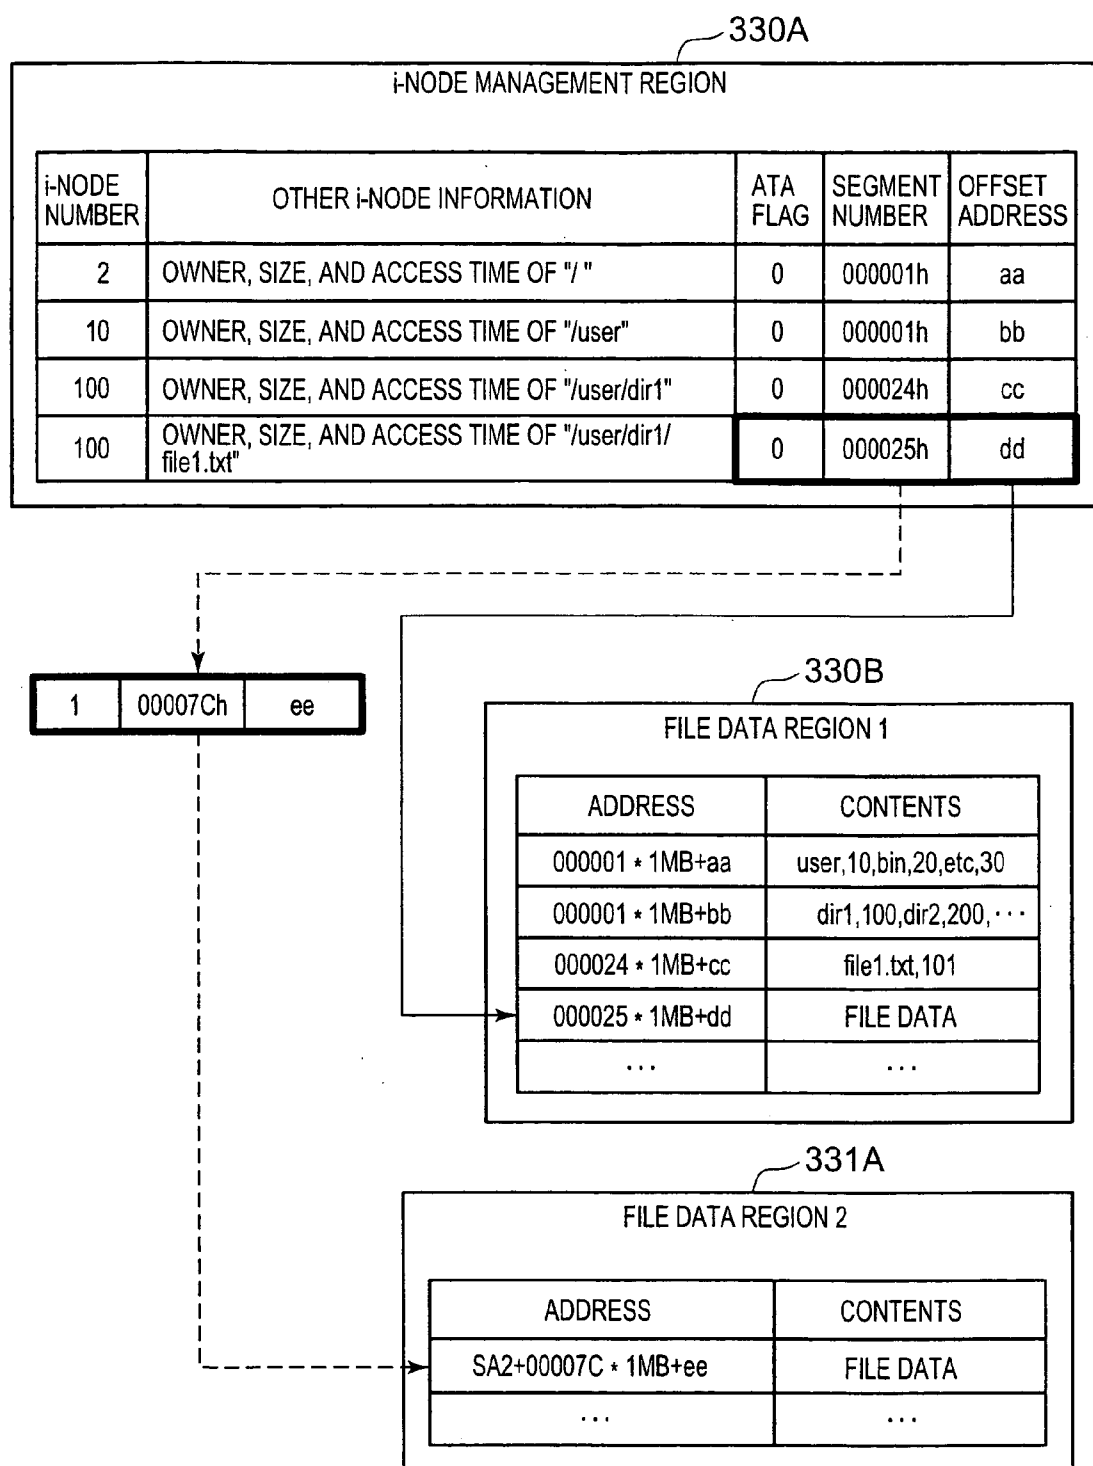 330A
i-NODE MANAGEMENT REGION
i-NODE NUMBER OTHER i-NODE INFORMATION ATA FLAG SEGMENT NUMBER OFFSET ADDRESS
2 OWNER, SIZE, AND ACCESS TIME OF "/ " 0 000001h aa
10 OWNER, SIZE, AND ACCESS TIME OF "/user" 0 000001h bb
100 OWNER, SIZE, AND ACCESS TIME OF "/user/dir1" 0 000024h cc
100 OWNER, SIZE, AND ACCESS TIME OF "/user/dir1/
file1.txt" 0 000025h dd
1 00007Ch ee
330B
FILE DATA REGION 1
ADDRESS CONTENTS
000001 * 1MB+aa user,10,bin,20,etc,30
000001 * 1MB+bb dir1,100,dir2,200, ···
000024 * 1MB+cc file1.txt,101
000025 * 1MB+dd FILE DATA
··· ···
331A
FILE DATA REGION 2
ADDRESS CONTENTS
SA2+00007C * 1MB+ee FILE DATA
··· ···